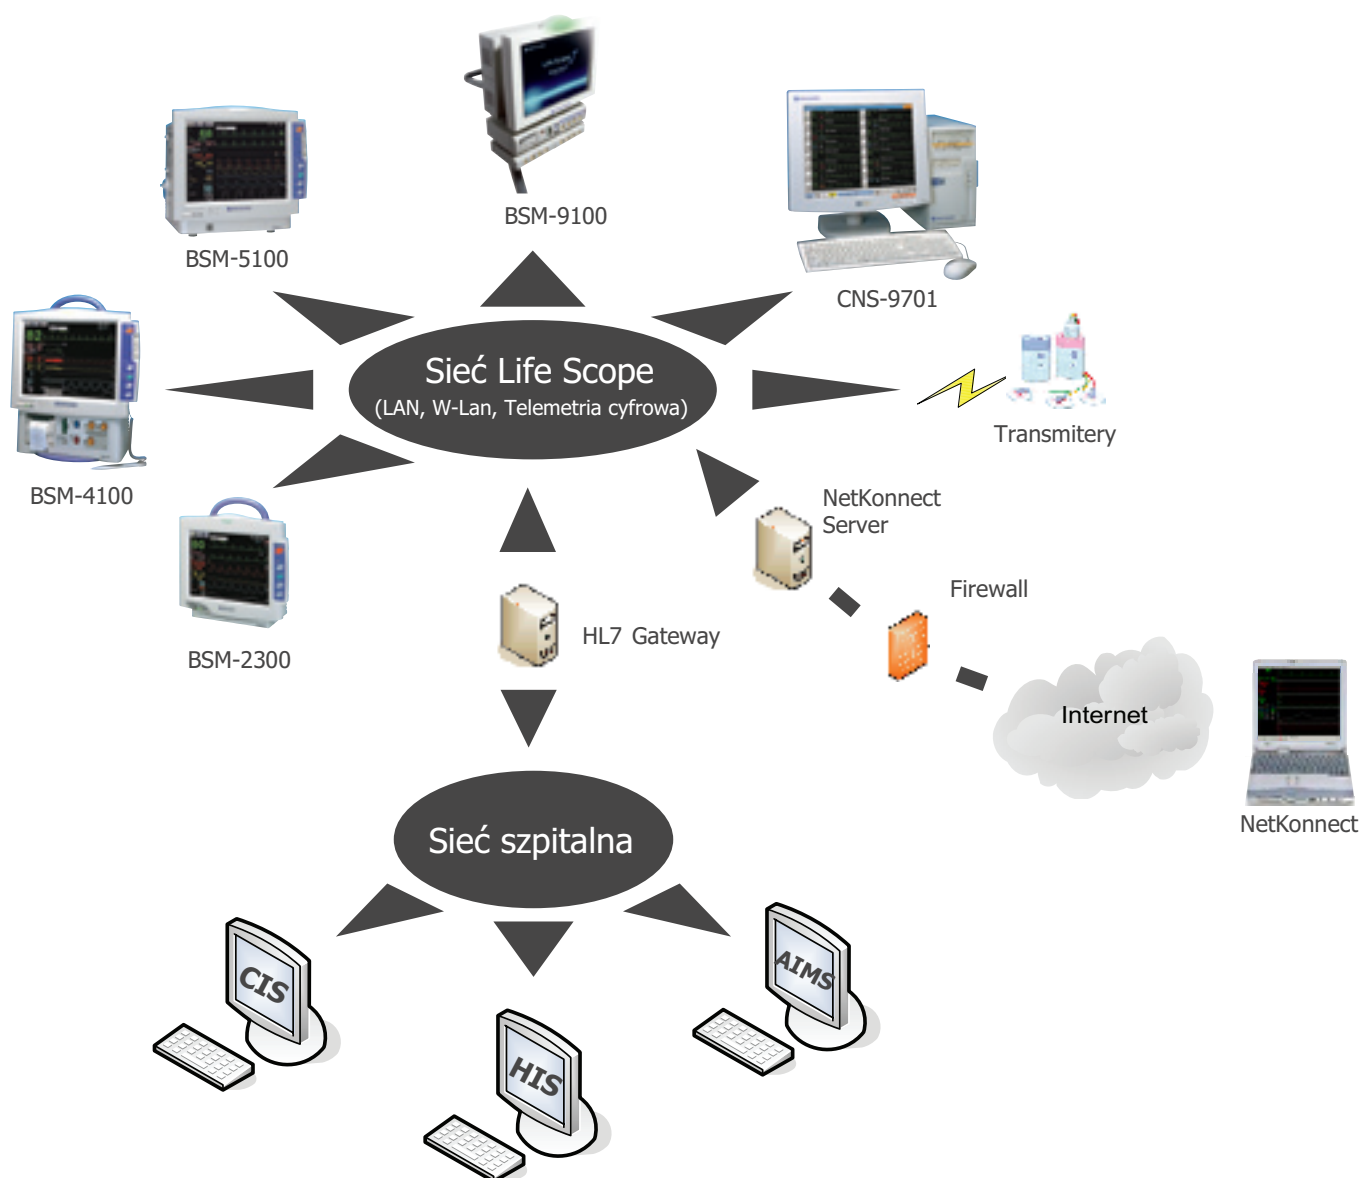 BSM-9100
BSM-5100
CNS-9701
Sieć Life Scope
(LAN, W-Lan, Telemetria cyfrowa)
Transmitery
BSM-4100
NetKonnect
Server
Firewall
HL7 Gateway
BSM-2300
Internet
NetKonnect
Sieć szpitalna
CIS
AIMS
HIS